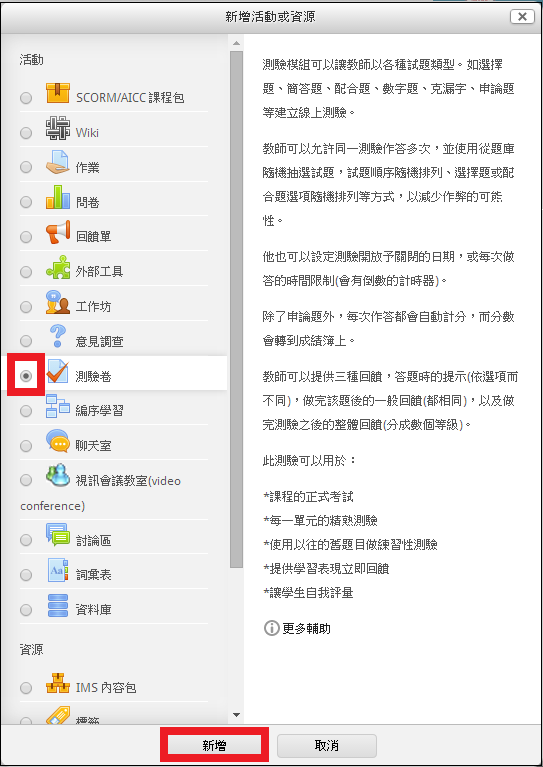 新增活動或資源
活動
SCORM/AICC 課程包
Wiki
作業
問卷
回饋單
外部工具
工作坊
意見調查
測驗卷
編序學習
聊天室
視訊會議教室(video
conference)
討論區
詞彙表
資料庫
資源
IMS 內容包
標籤
測驗模組可以讓教師以各種試題類型。如選擇
題、簡答題、配合題、數字題、克漏字、申論題
等建立線上測驗。
教師可以允許同一測驗作答多次，並使用從題庫
隨機抽選試題，試題順序隨機排列、選擇題或配
合題選項隨機排列等方式，以減少作弊的可能
性。
他也可以設定測驗開放予關閉的日期，或每次做
答的時間限制(會有倒數的計時器)。
除了申論題外，每次作答都會自動計分，而分數
會轉到成績簿上。
教師可以提供三種回饋，答題時的提示(依選項而
不同)，做完該題後的一般回饋(都相同)，以及做
完測驗之後的整體回饋(分成數個等級)。
此測驗可以用於：
*課程的正式考試
*每一單元的精熟測驗
*使用以往的舊題目做練習性測驗
*提供學習表現立即回饋
*讓學生自我評量
更多輔助
新增
取消